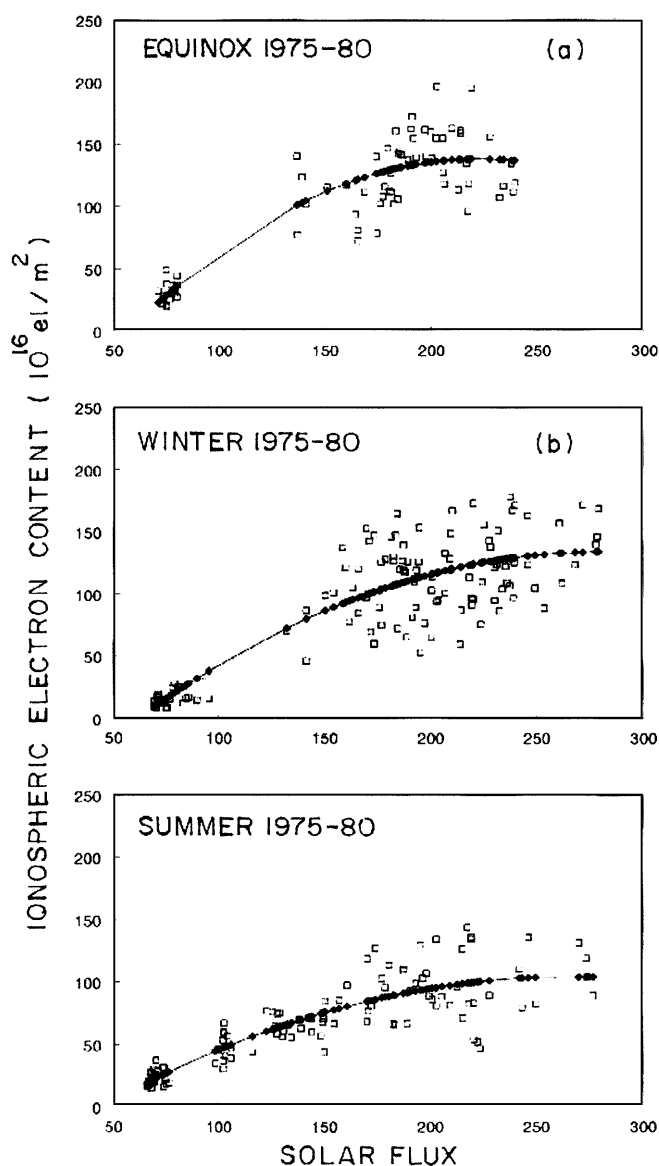 EQUINOX 1975-80 (a)
250
200
150
100
50
0
50 100 150 200 250 300
WINTER 1975-80 (b)
250
200
150
100
50
0
50 100 150 200 250 300
SUMMER 1975-80
250
200
150
100
50
0
50 100 150 200 250 300
IONOSPHERIC ELECTRON CONTENT (10^16 el/m^2)
SOLAR FLUX